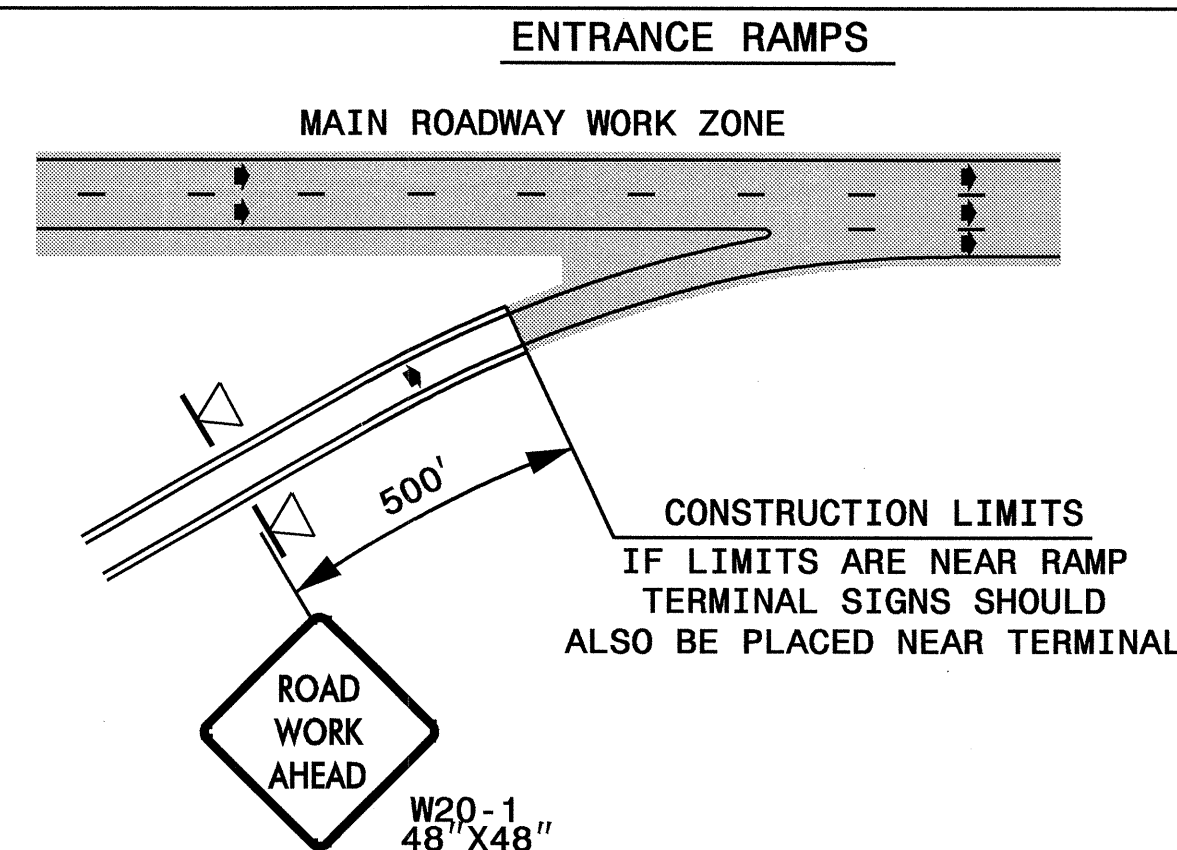 ENTRANCE RAMPS
MAIN ROADWAY WORK ZONE
500'
CONSTRUCTION LIMITS
IF LIMITS ARE NEAR RAMP
TERMINAL SIGNS SHOULD
ALSO BE PLACED NEAR TERMINAL
ROAD
WORK
AHEAD
W20-1
48"X48"